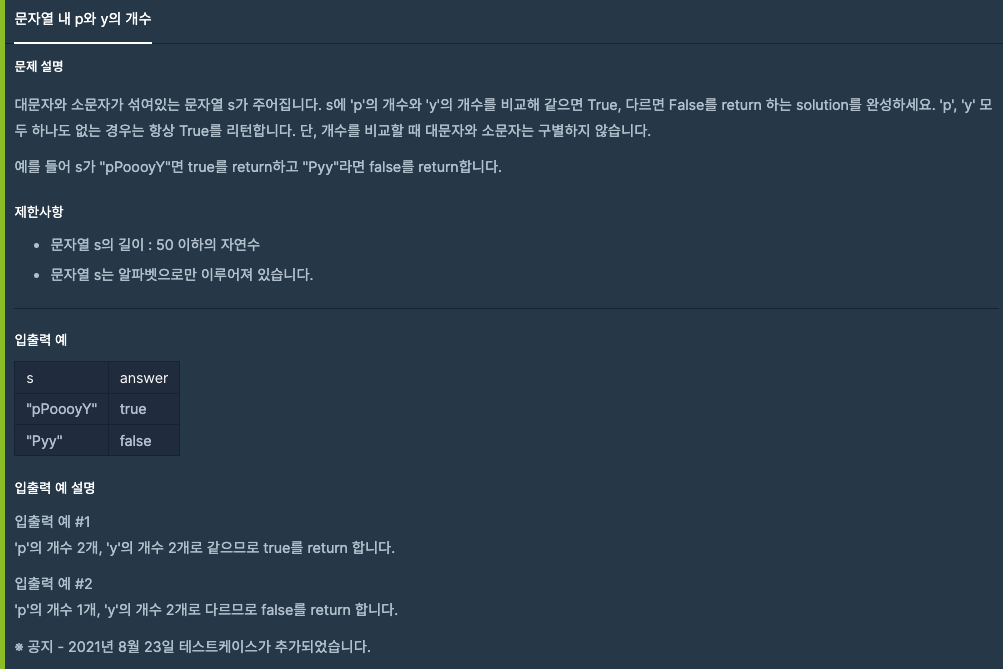 문자열 내 p와 y의 개수
문제 설명
대문자와 소문자가 섞여있는 문자열 s가 주어집니다. s에 'p'의 개수와 'y'의 개수를 비교해 같으면 True, 다르면 False를 return 하는 solution를 완성하세요. 'p', 'y' 모
두 하나도 없는 경우는 항상 True를 리턴합니다. 단, 개수를 비교할 때 대문자와 소문자는 구별하지 않습니다.
예를 들어 s가 "pPoooyY"면 true를 return하고 "Pyy"라면 false를 return합니다.
제한사항
• 문자열 s의 길이 : 50 이하의 자연수
• 문자열 s는 알파벳으로만 이루어져 있습니다.
입출력 예
s answer
"pPoooyY" true
"Pyy" false
입출력 예 설명
입출력 예 #1
'p'의 개수 2개, 'y'의 개수 2개로 같으므로 true를 return 합니다.
입출력 예 #2
'p'의 개수 1개, 'y'의 개수 2개로 다르므로 false를 return 합니다.
※ 공지 - 2021년 8월 23일 테스트케이스가 추가되었습니다.